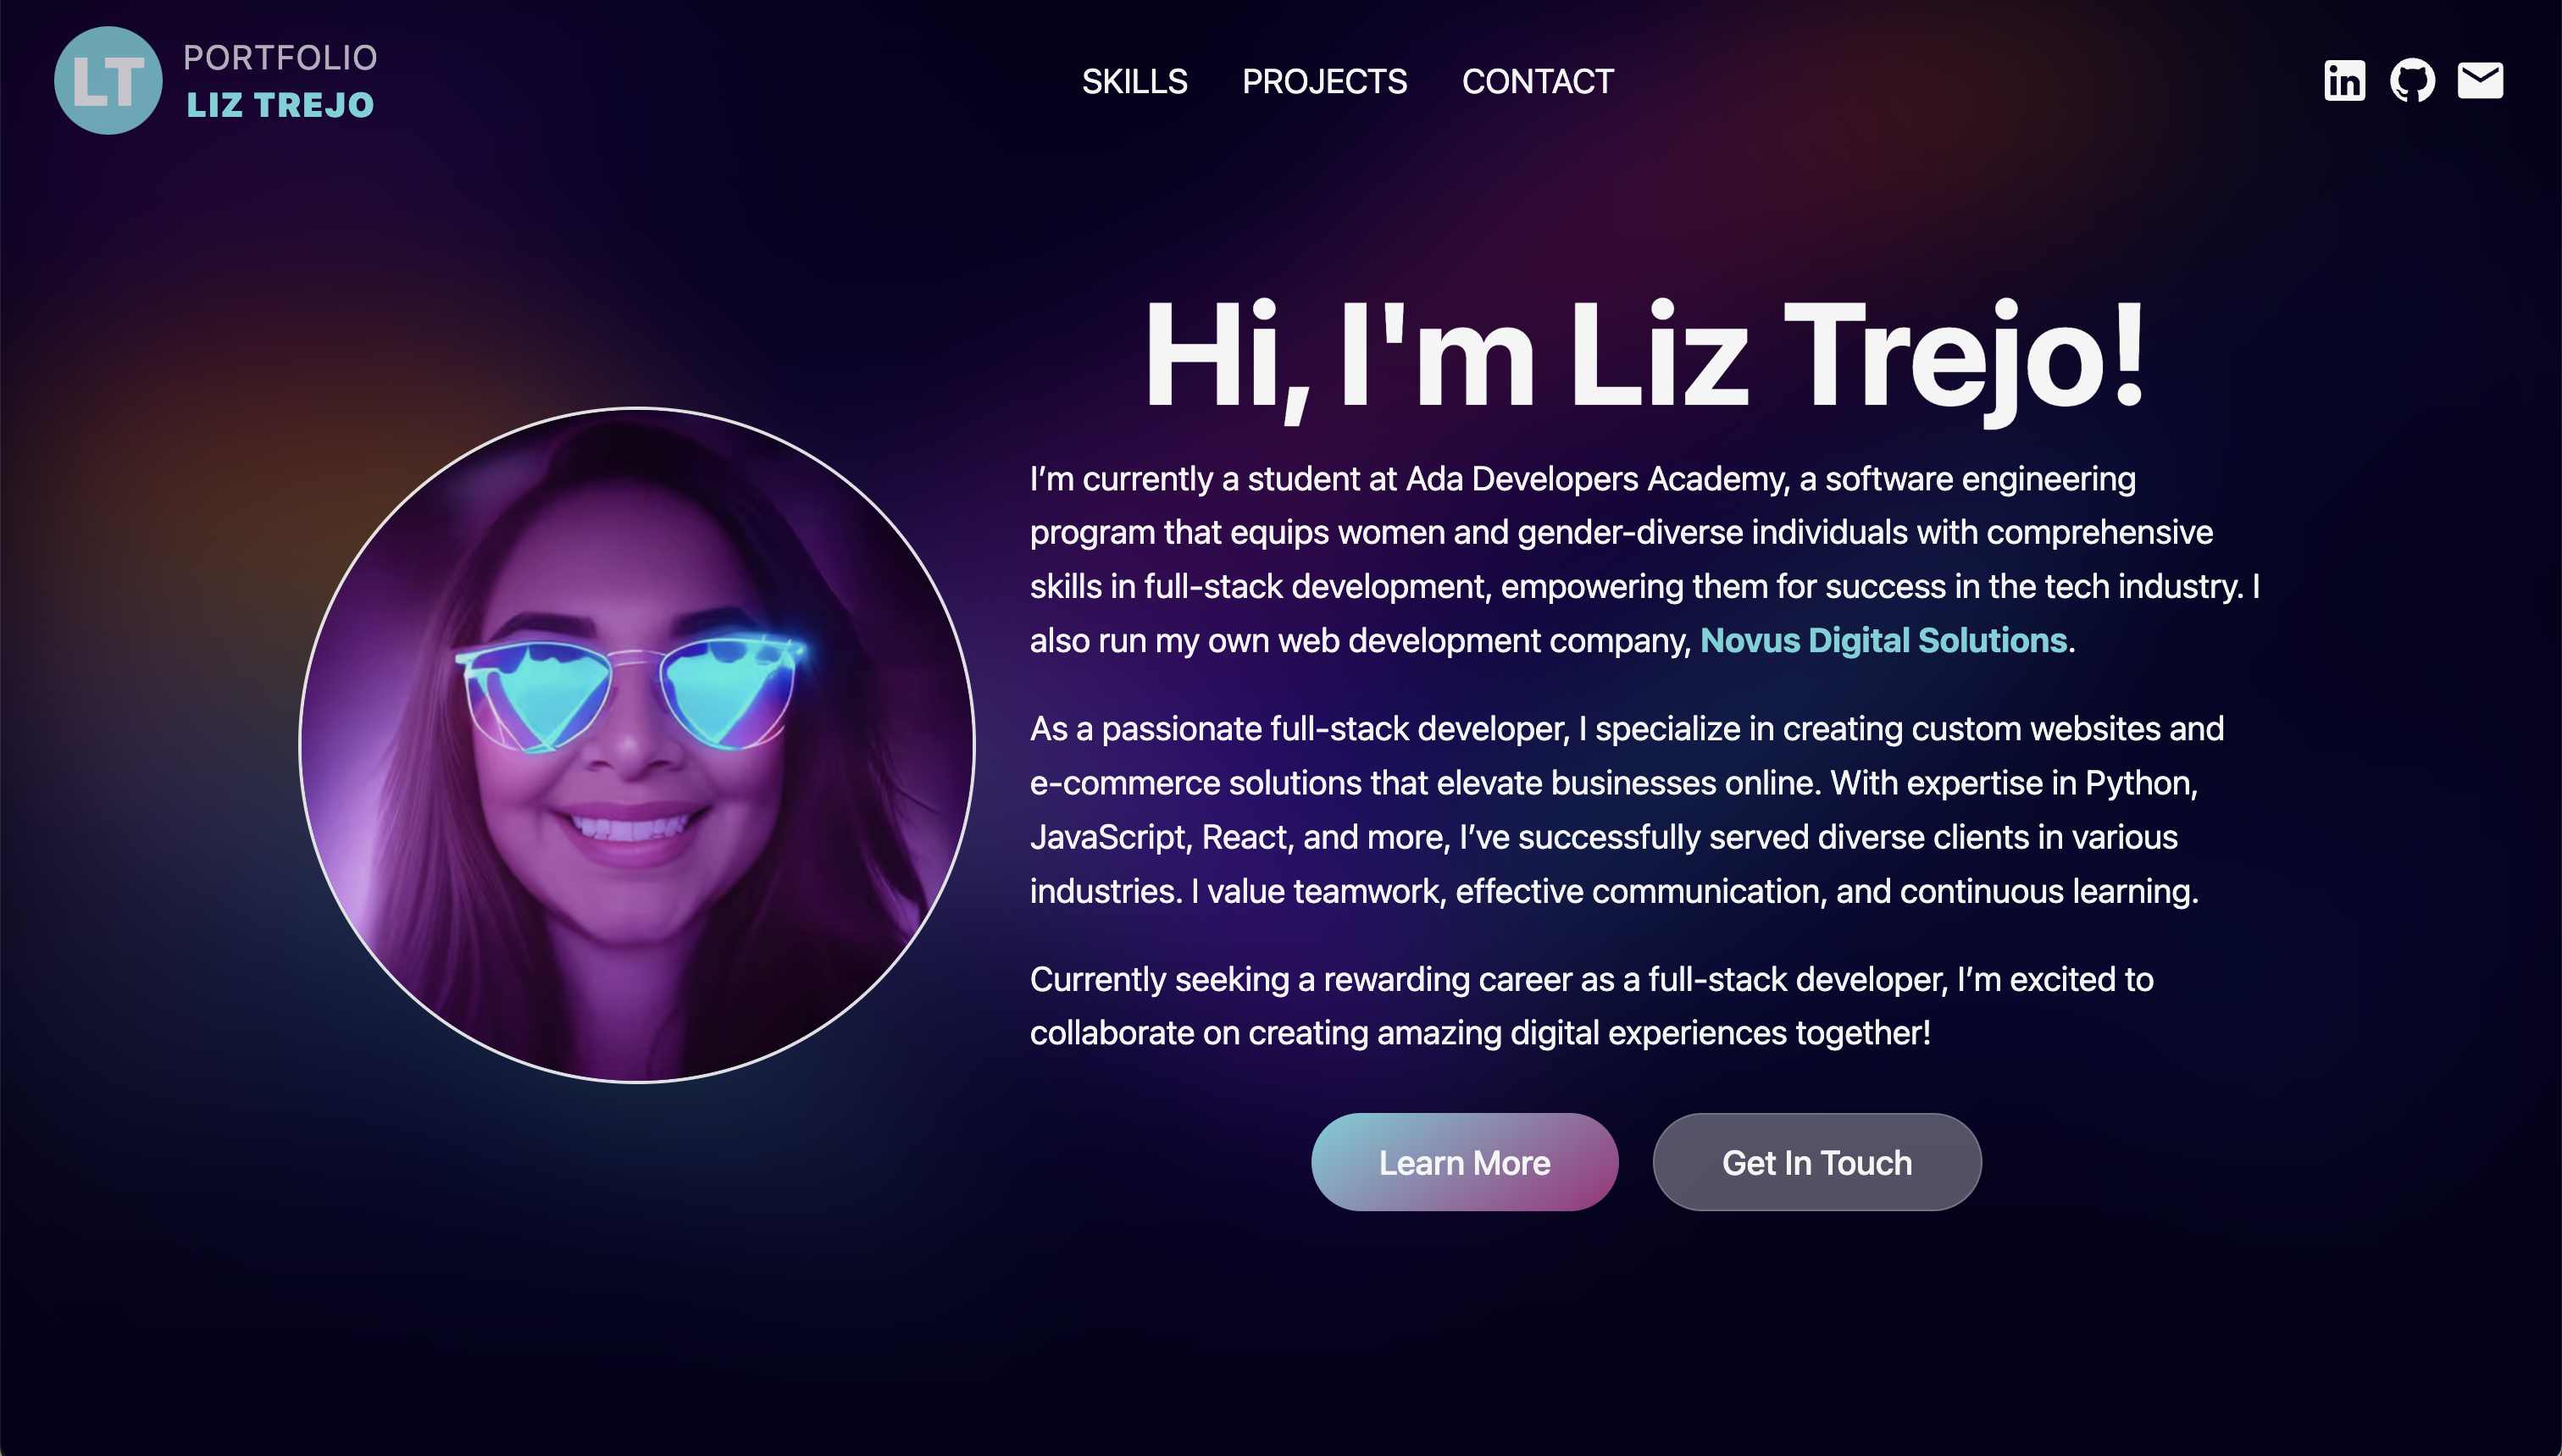 LT
PORTFOLIO
LIZ TREJO
SKILLS PROJECTS CONTACT
in
Hi, I'm Liz Trejo!
I’m currently a student at Ada Developers Academy, a software engineering
program that equips women and gender-diverse individuals with comprehensive
skills in full-stack development, empowering them for success in the tech industry. I
also run my own web development company, Novus Digital Solutions.
As a passionate full-stack developer, I specialize in creating custom websites and
e-commerce solutions that elevate businesses online. With expertise in Python,
JavaScript, React, and more, I’ve successfully served diverse clients in various
industries. I value teamwork, effective communication, and continuous learning.
Currently seeking a rewarding career as a full-stack developer, I’m excited to
collaborate on creating amazing digital experiences together!
Learn More
Get In Touch